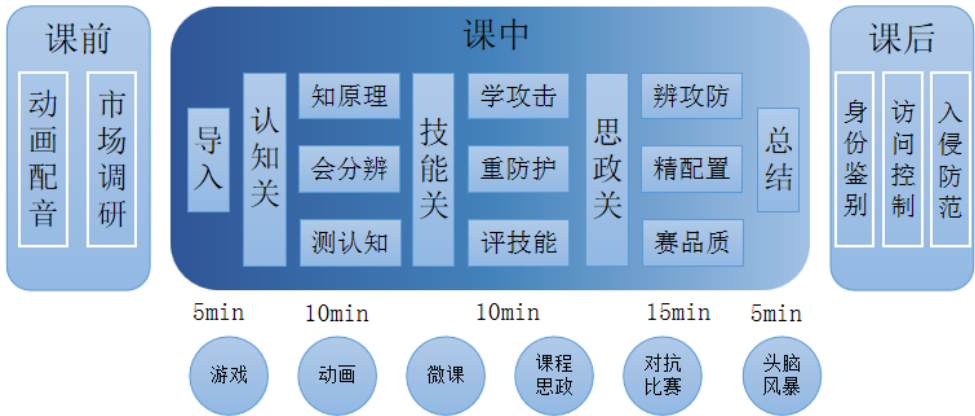 课前
动画配音
市场调研
课中
导入
认知关
知原理
会分辨
测认知
技能关
学攻击
重防护
评技能
思政关
辨攻防
精配置
赛品质
总结
课后
身份鉴别
访问控制
入侵防范
5min
10min
10min
15min
5min
游戏
动画
微课
课程
思政
对抗
比赛
头脑
风暴